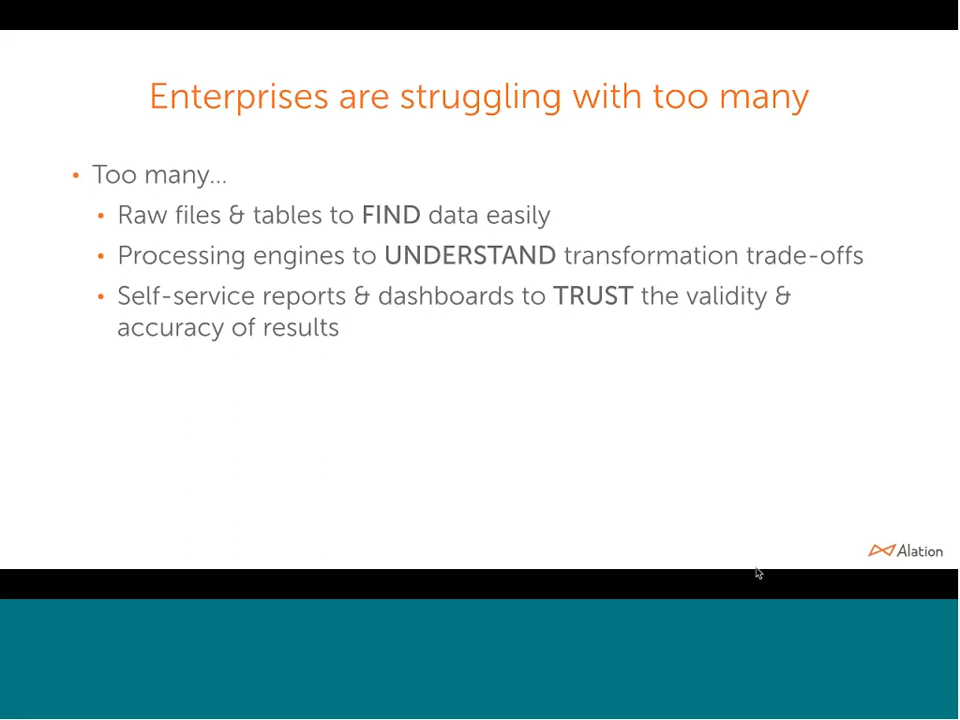 Enterprises are struggling with too many
• Too many...
• Raw files & tables to FIND data easily
• Processing engines to UNDERSTAND transformation trade-offs
• Self-service reports & dashboards to TRUST the validity &
accuracy of results
Alation